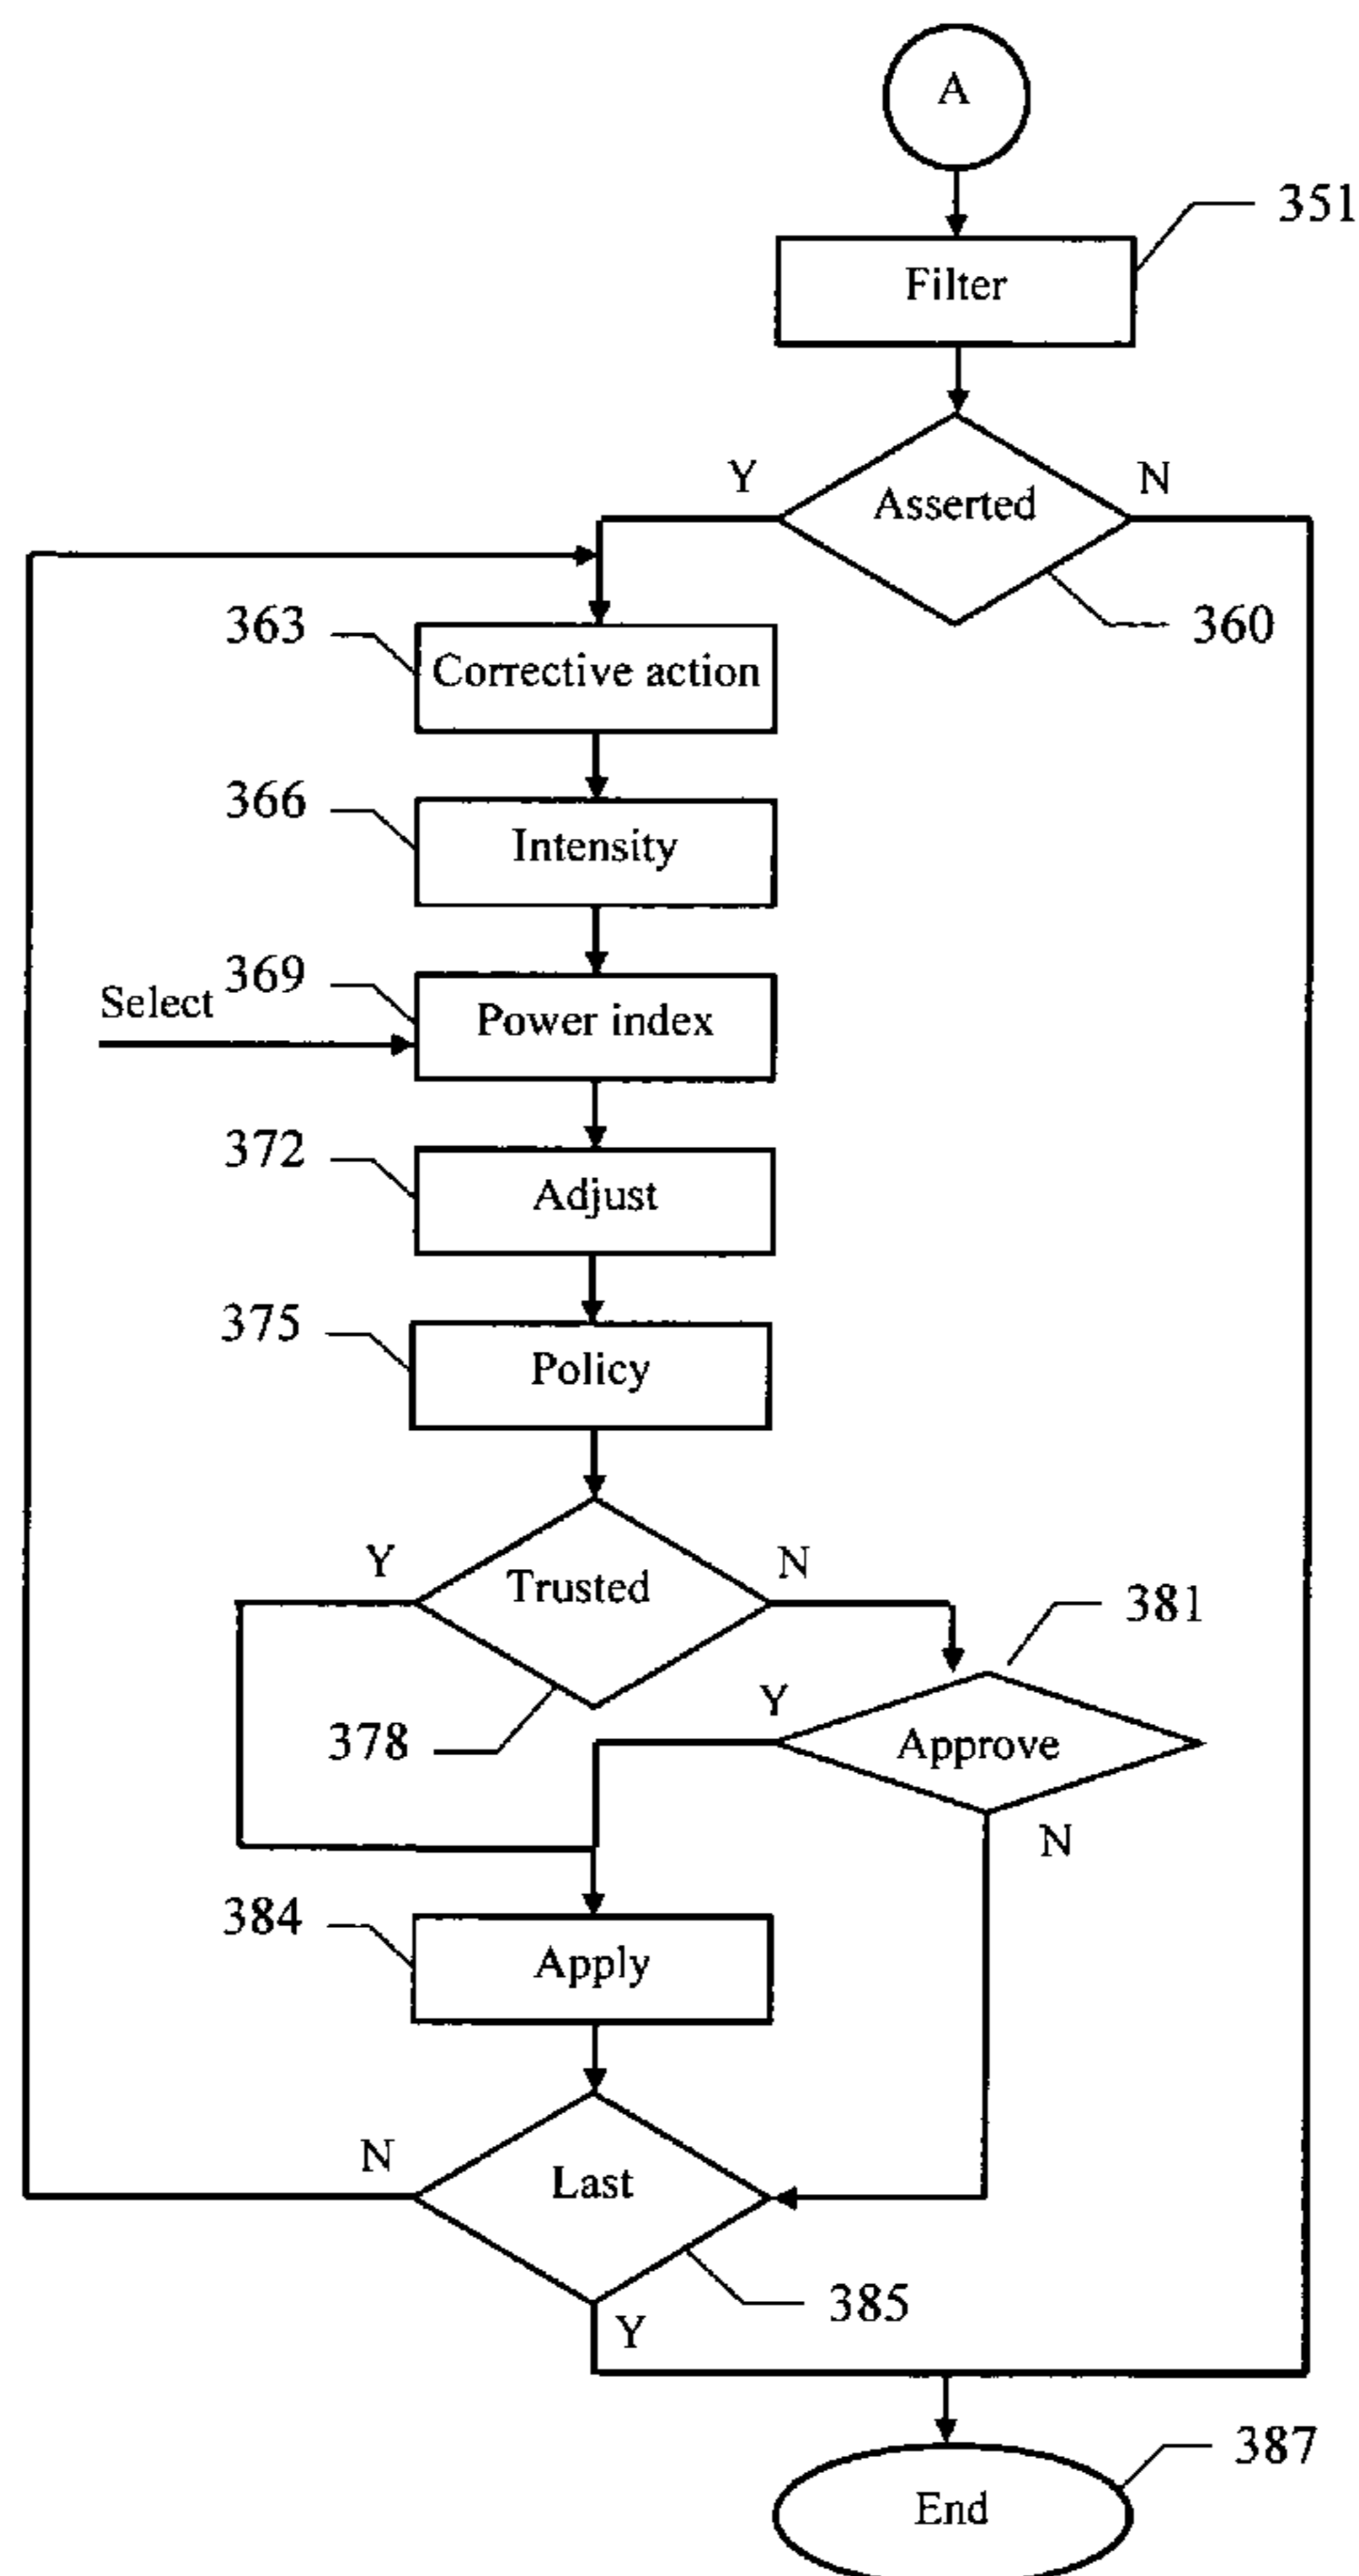 A
351
Filter
Y
N
Asserted
360
363
Corrective action
366
Intensity
369
Select
Power index
372
Adjust
375
Policy
Y
N
Trusted
381
378
Y
Approve
N
384
Apply
N
Last
385
Y
387
End